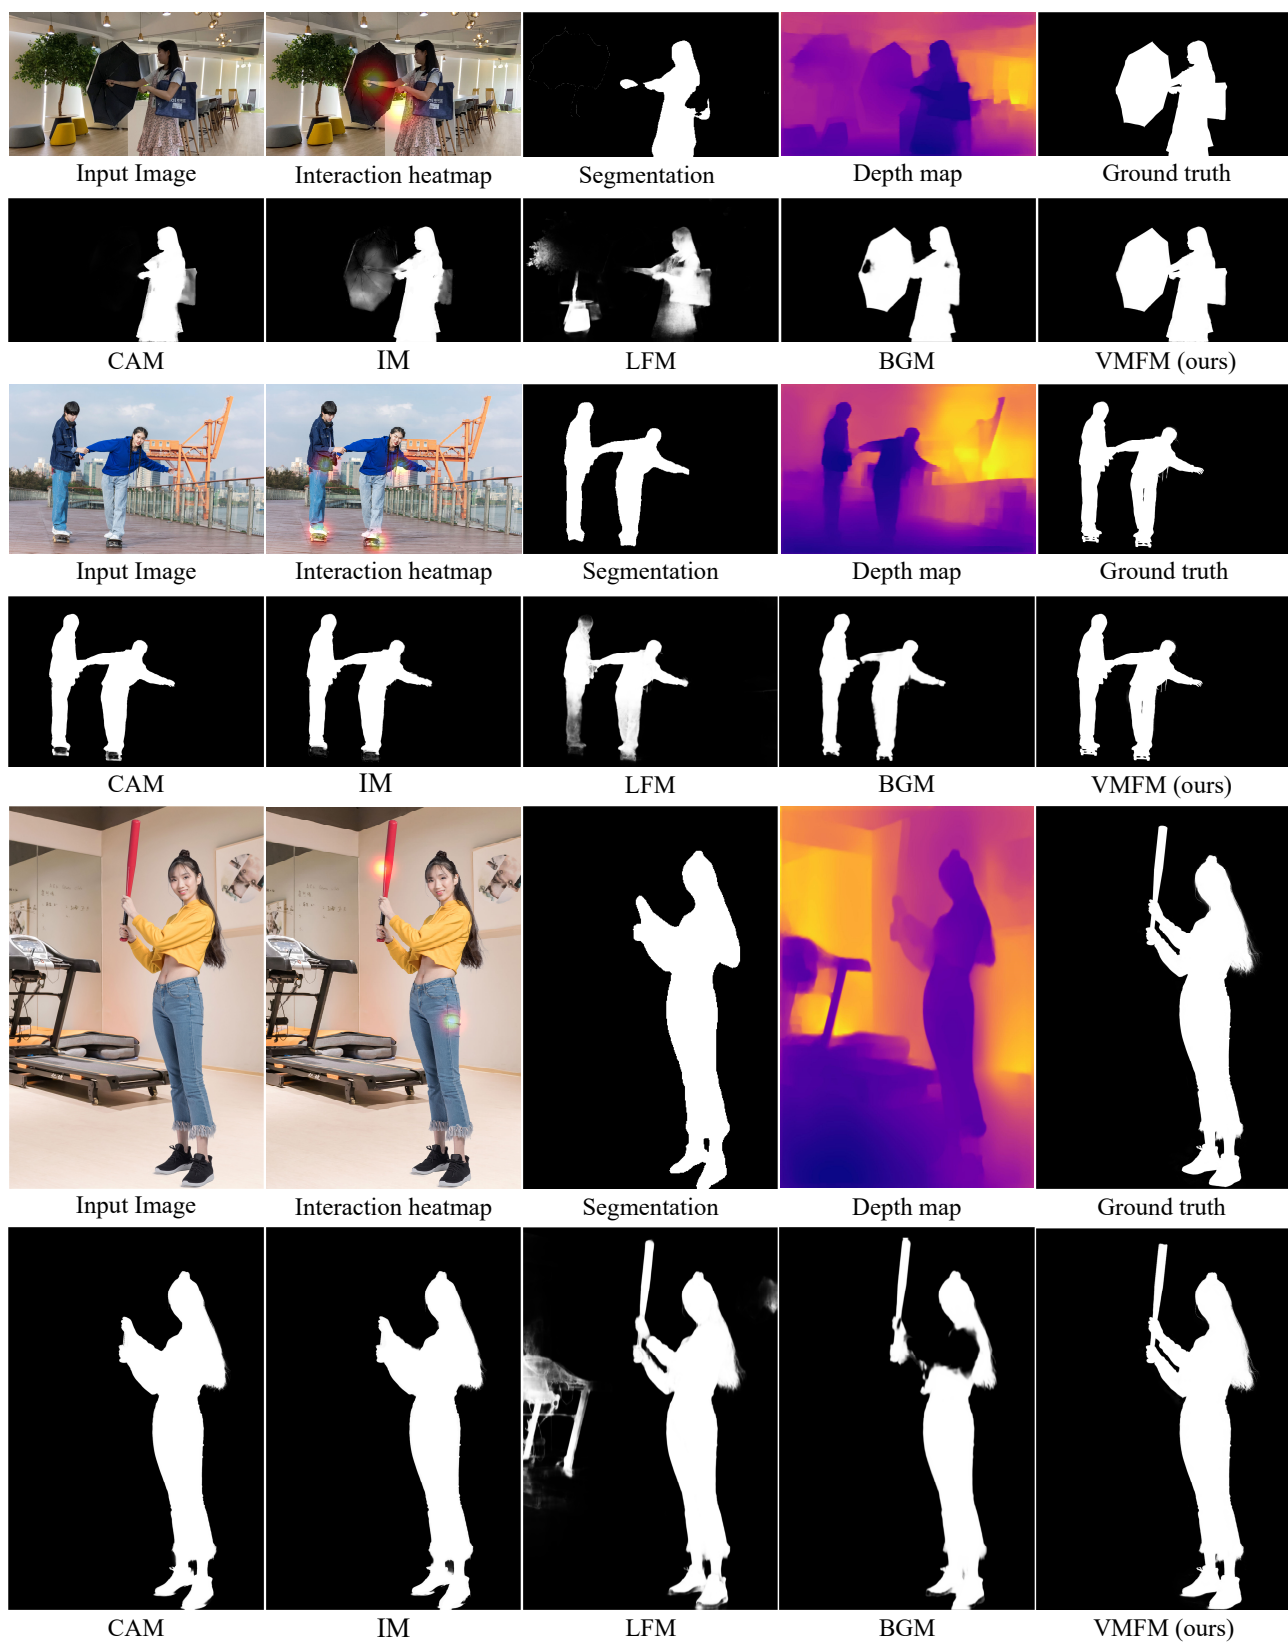 Input Image
Interaction heatmap
Segmentation
Depth map
Ground truth
CAM
IM
LFM
BGM
VMFM (ours)
Input Image
Interaction heatmap
Segmentation
Depth map
Ground truth
CAM
IM
LFM
BGM
VMFM (ours)
Input Image
Interaction heatmap
Segmentation
Depth map
Ground truth
CAM
IM
LFM
BGM
VMFM (ours)